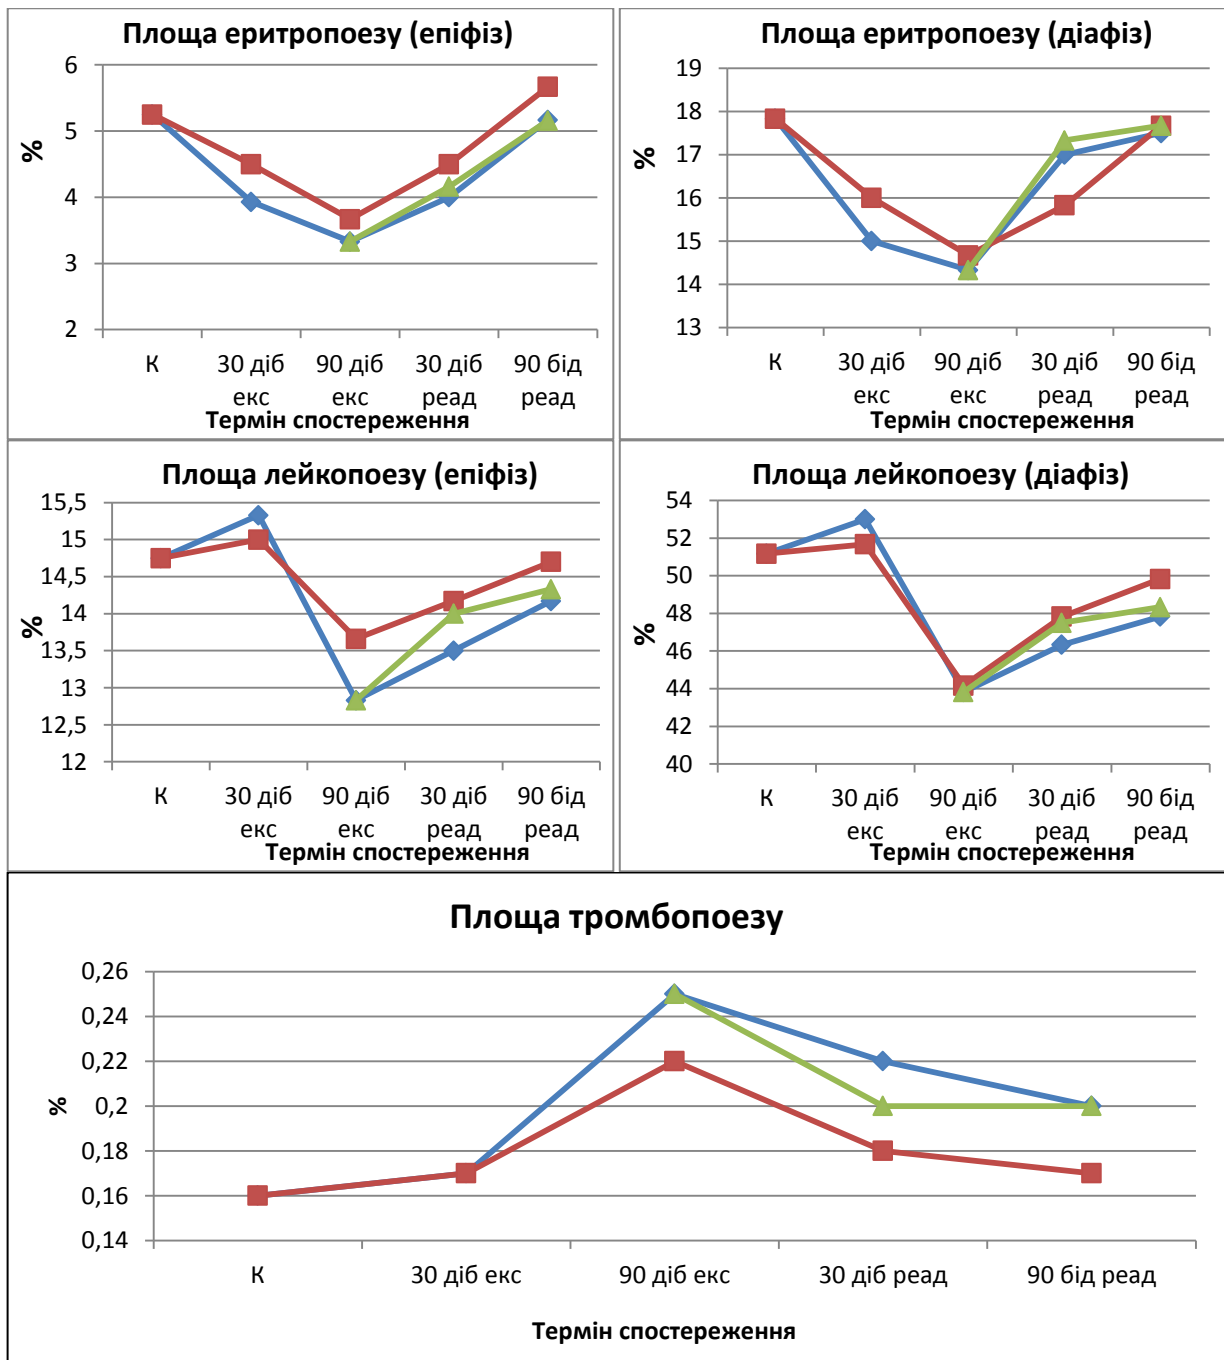 Площа еритропоезу (епіфіз)
6
5
4
3
2
%
К
30 діб
екс
90 діб
екс
30 діб
реад
90 бід
реад
Термін спостереження
Площа еритропоезу (діафіз)
19
18
17
16
15
14
13
%
К
30 діб
екс
90 діб
екс
30 діб
реад
90 бід
реад
Термін спостереження
Площа лейкопоезу (епіфіз)
15,5
15
14,5
14
13,5
13
12,5
12
%
К
30 діб
екс
90 діб
екс
30 діб
реад
90 бід
реад
Термін спостереження
Площа лейкопоезу (діафіз)
54
52
50
48
46
44
42
40
%
К
30 діб
екс
90 діб
екс
30 діб
реад
90 бід
реад
Термін спостереження
Площа тромбопоезу
0,26
0,24
0,22
0,2
0,18
0,16
0,14
%
К
30 діб екс
90 діб екс
30 діб реад
90 бід реад
Термін спостереження